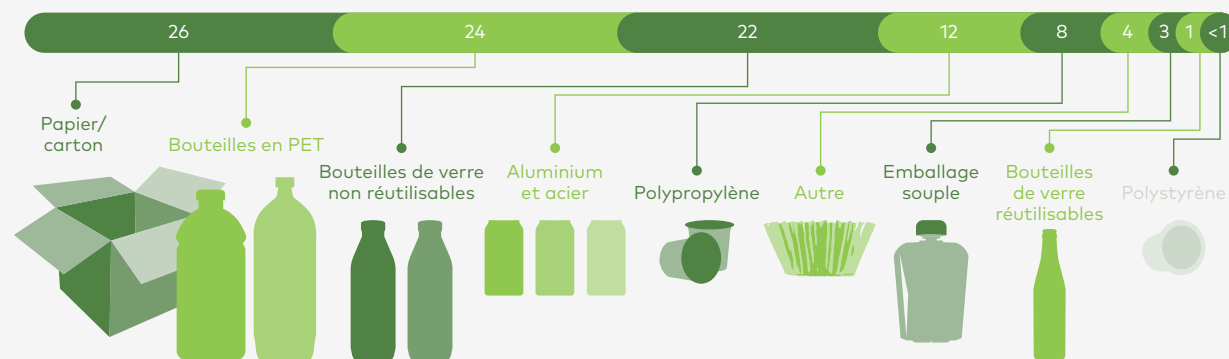 26 24 22 12 8 4 3 1 <1
Papier/
carton
Bouteilles en PET
Bouteilles de verre
non réutilisables
Aluminium
et acier
Polypropylène
Autre
Emballage
souple
Bouteilles
de verre
réutilisables
Polystyrène